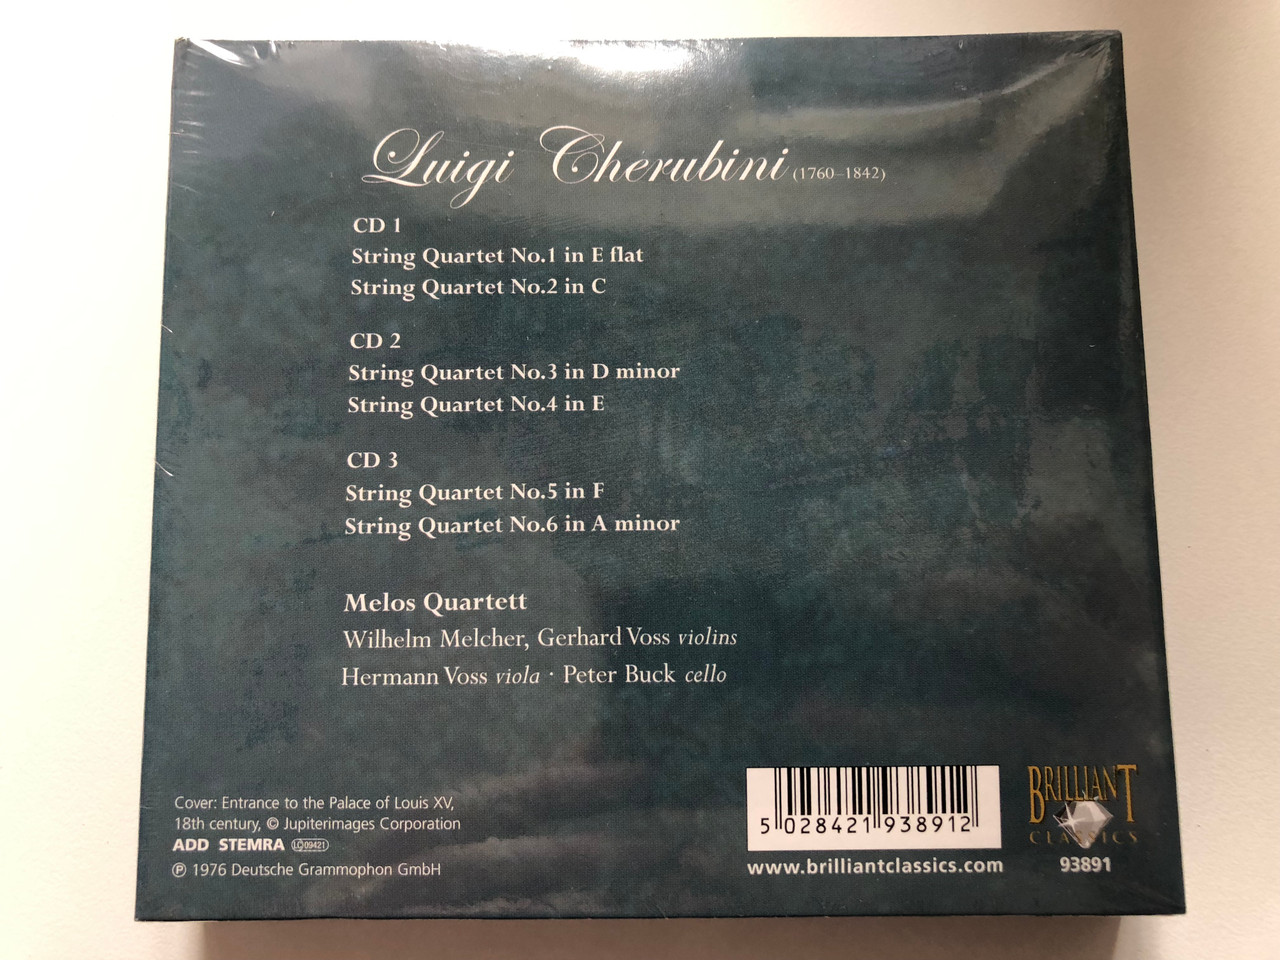 Luigi Cherubini (1760–1842)
CD 1
String Quartet No.1 in E flat
String Quartet No.2 in C
CD 2
String Quartet No.3 in D minor
String Quartet No.4 in E
CD 3
String Quartet No.5 in F
String Quartet No.6 in A minor
Melos Quartett
Wilhelm Melcher, Gerhard Voss violins
Hermann Voss viola · Peter Buck cello
Cover: Entrance to the Palace of Louis XV,
18th century, © Jupiterimages Corporation
ADD STEMRA LC 09421
℗ 1976 Deutsche Grammophon GmbH
5 028421 938912
www.brilliantclassics.com
BRILLIANT
CLASSICS
93891